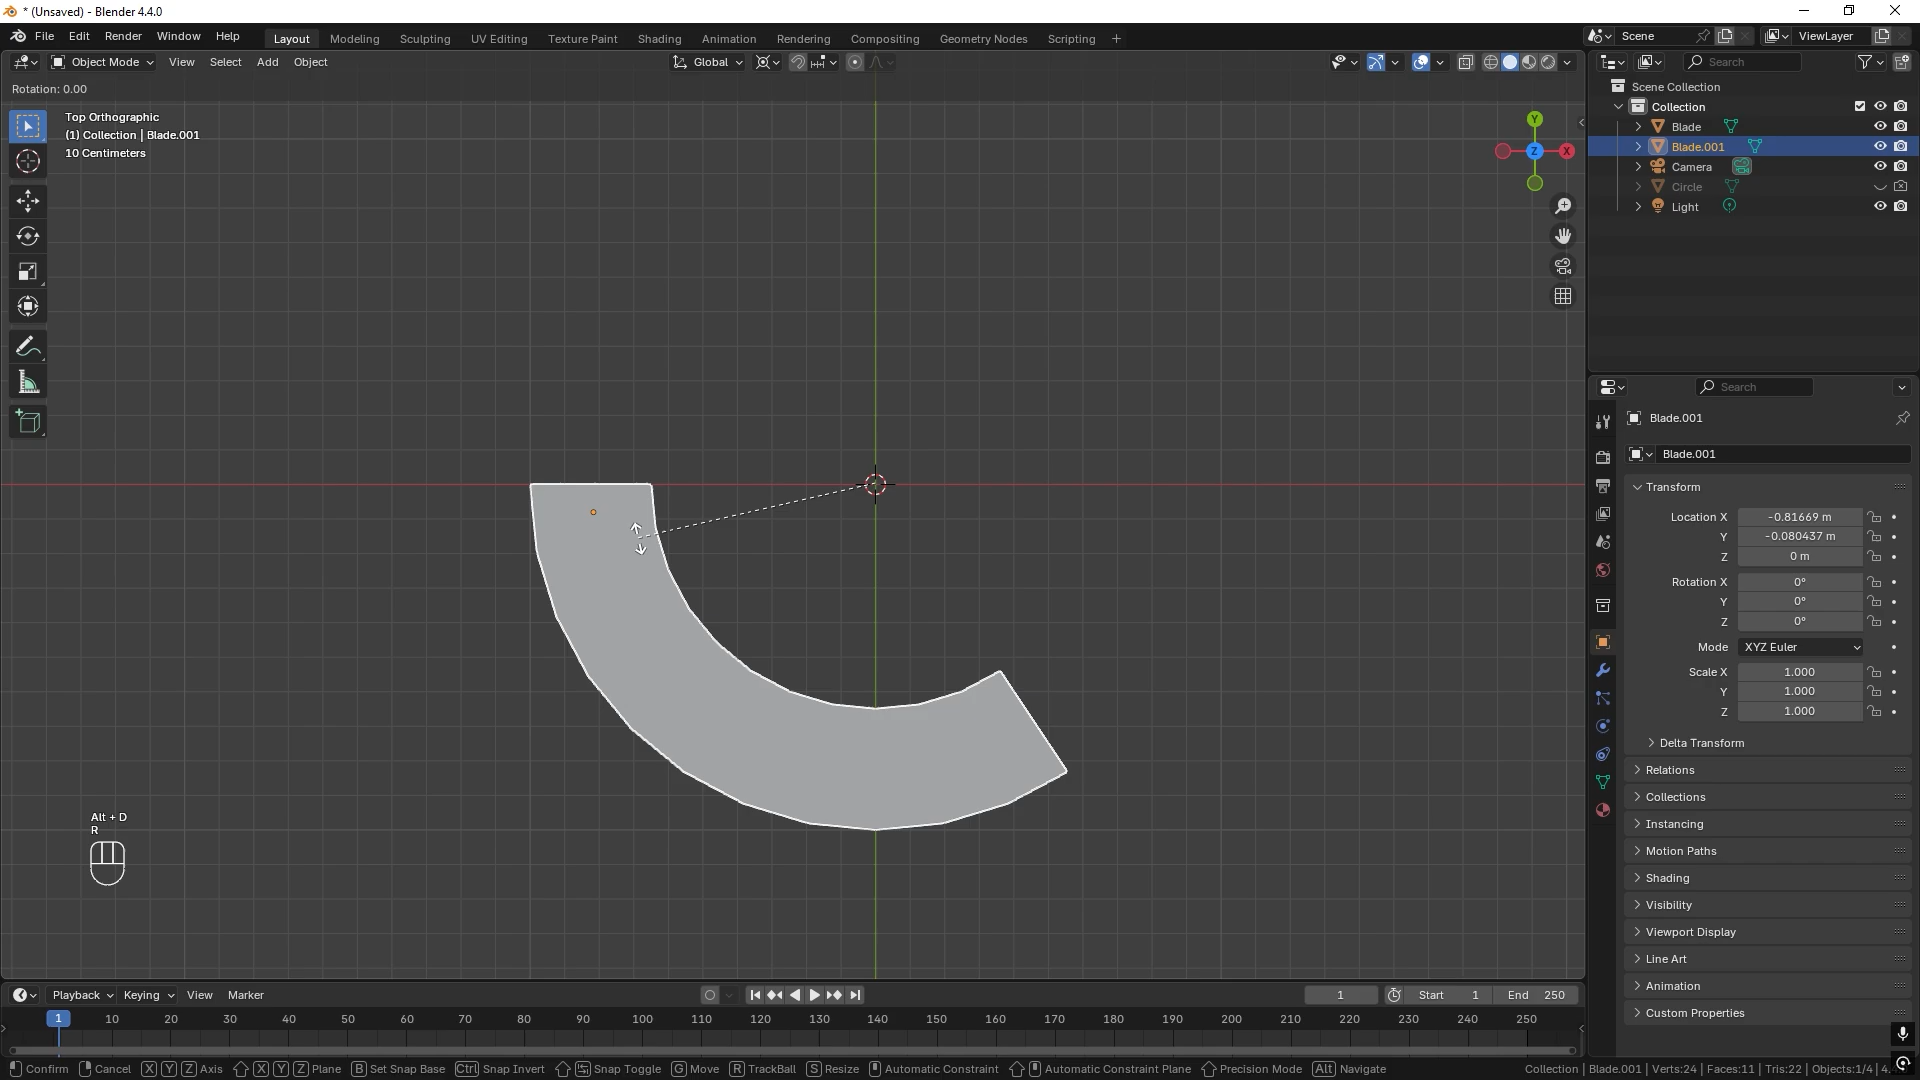 * (Unsaved) - Blender 4.4.0
File Edit Render Window Help
Layout Modeling Sculpting UV Editing Texture Paint Shading Animation Rendering Compositing Geometry Nodes Scripting +
Scene
ViewLayer
Object Mode View Select Add Object
Global
Search
Rotation: 0.00
Top Orthographic
(1) Collection | Blade.001
10 Centimeters
Y
Z
X
Scene Collection
Collection
Blade
Blade.001
Camera
Circle
Light
Search
Blade.001
Blade.001
Transform
Location X -0.81669 m
Y -0.080437 m
Z 0 m
Rotation X 0°
Y 0°
Z 0°
Mode XYZ Euler
Scale X 1.000
Y 1.000
Z 1.000
Delta Transform
Relations
Collections
Instancing
Motion Paths
Shading
Visibility
Viewport Display
Line Art
Animation
Custom Properties
Alt + D
R
Playback Keying View Marker
1 Start 1 End 250
1 10 20 30 40 50 60 70 80 90 100 110 120 130 140 150 160 170 180 190 200 210 220 230 240 250
Confirm Cancel X Y Z Axis X Y Z Plane B Set Snap Base Ctrl Snap Invert Snap Toggle G Move R TrackBall S Resize Automatic Constraint Automatic Constraint Plane Precision Mode Alt Navigate
Collection | Blade.001 | Verts:24 | Faces:11 | Tris:22 | Objects:1/4 | 4.